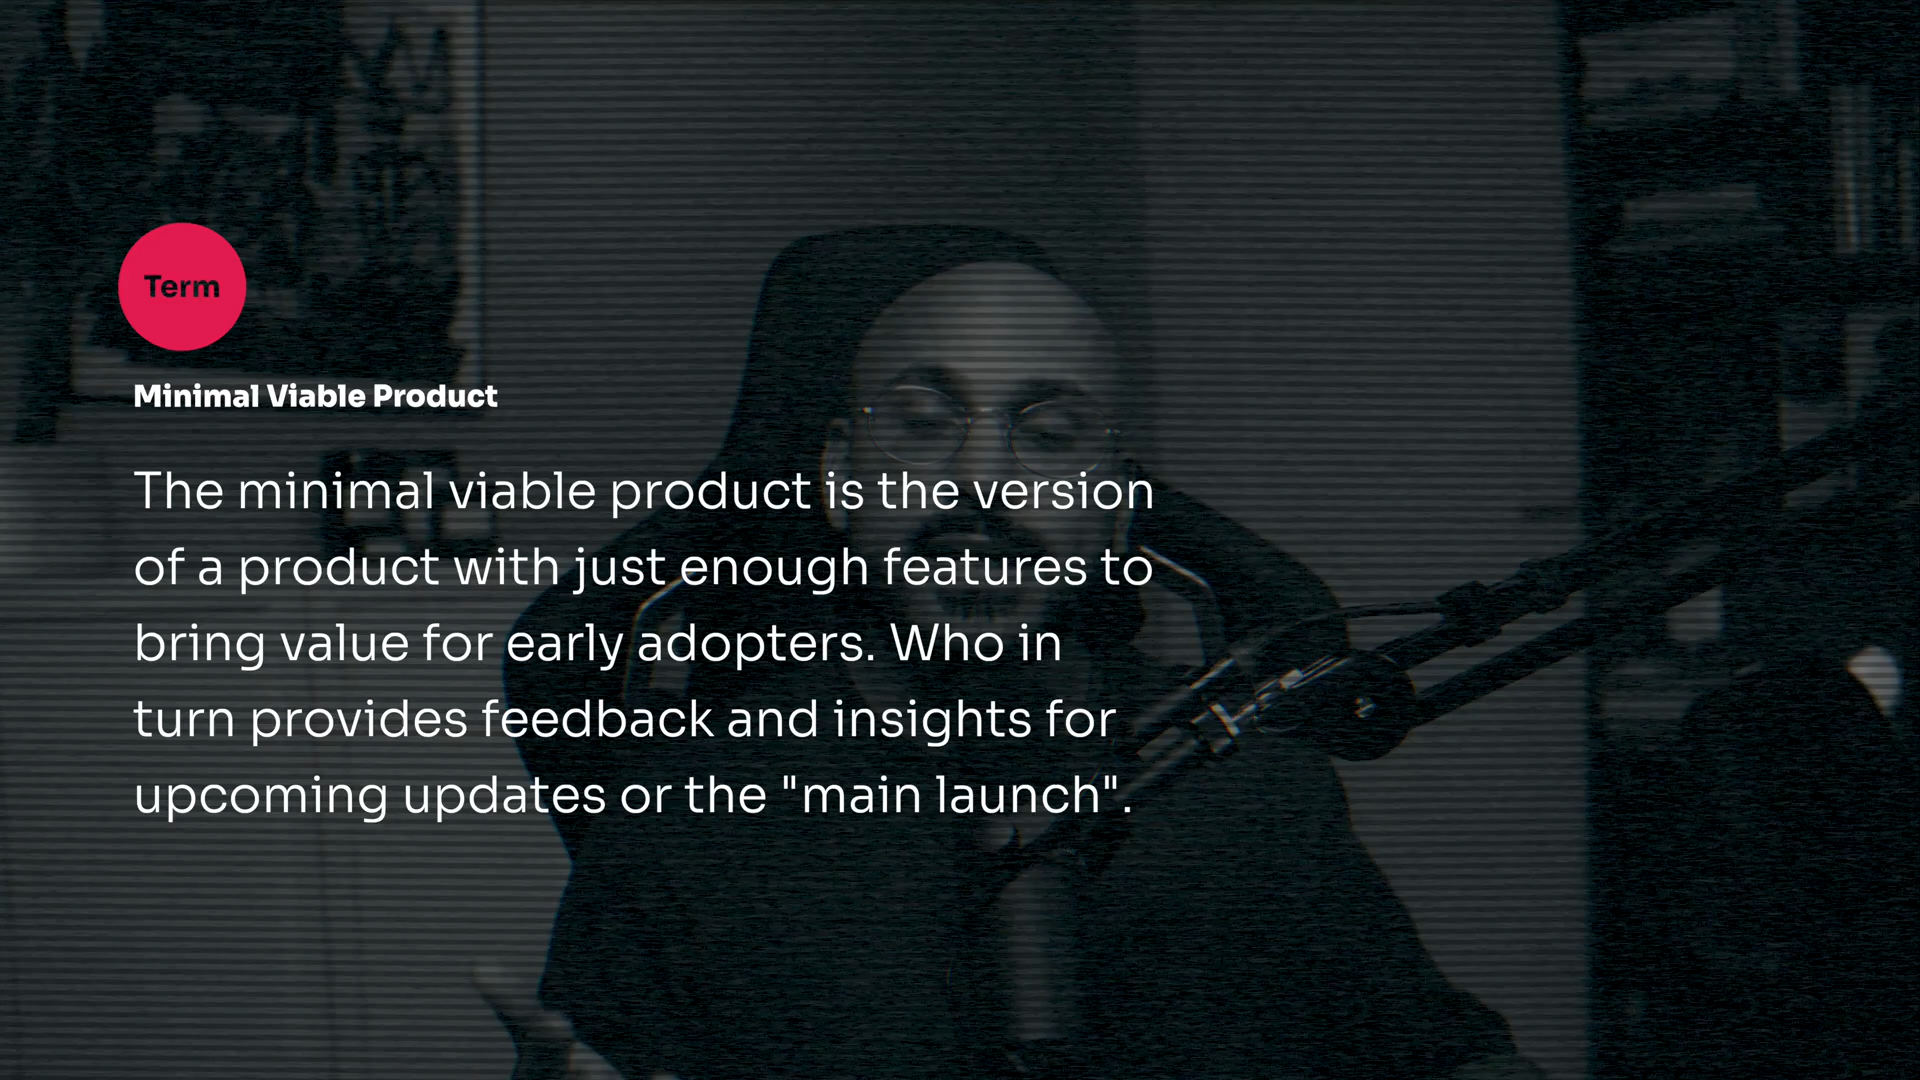 Term
Minimal Viable Product
The minimal viable product is the version
of a product with just enough features to
bring value for early adopters. Who in
turn provides feedback and insights for
upcoming updates or the "main launch".